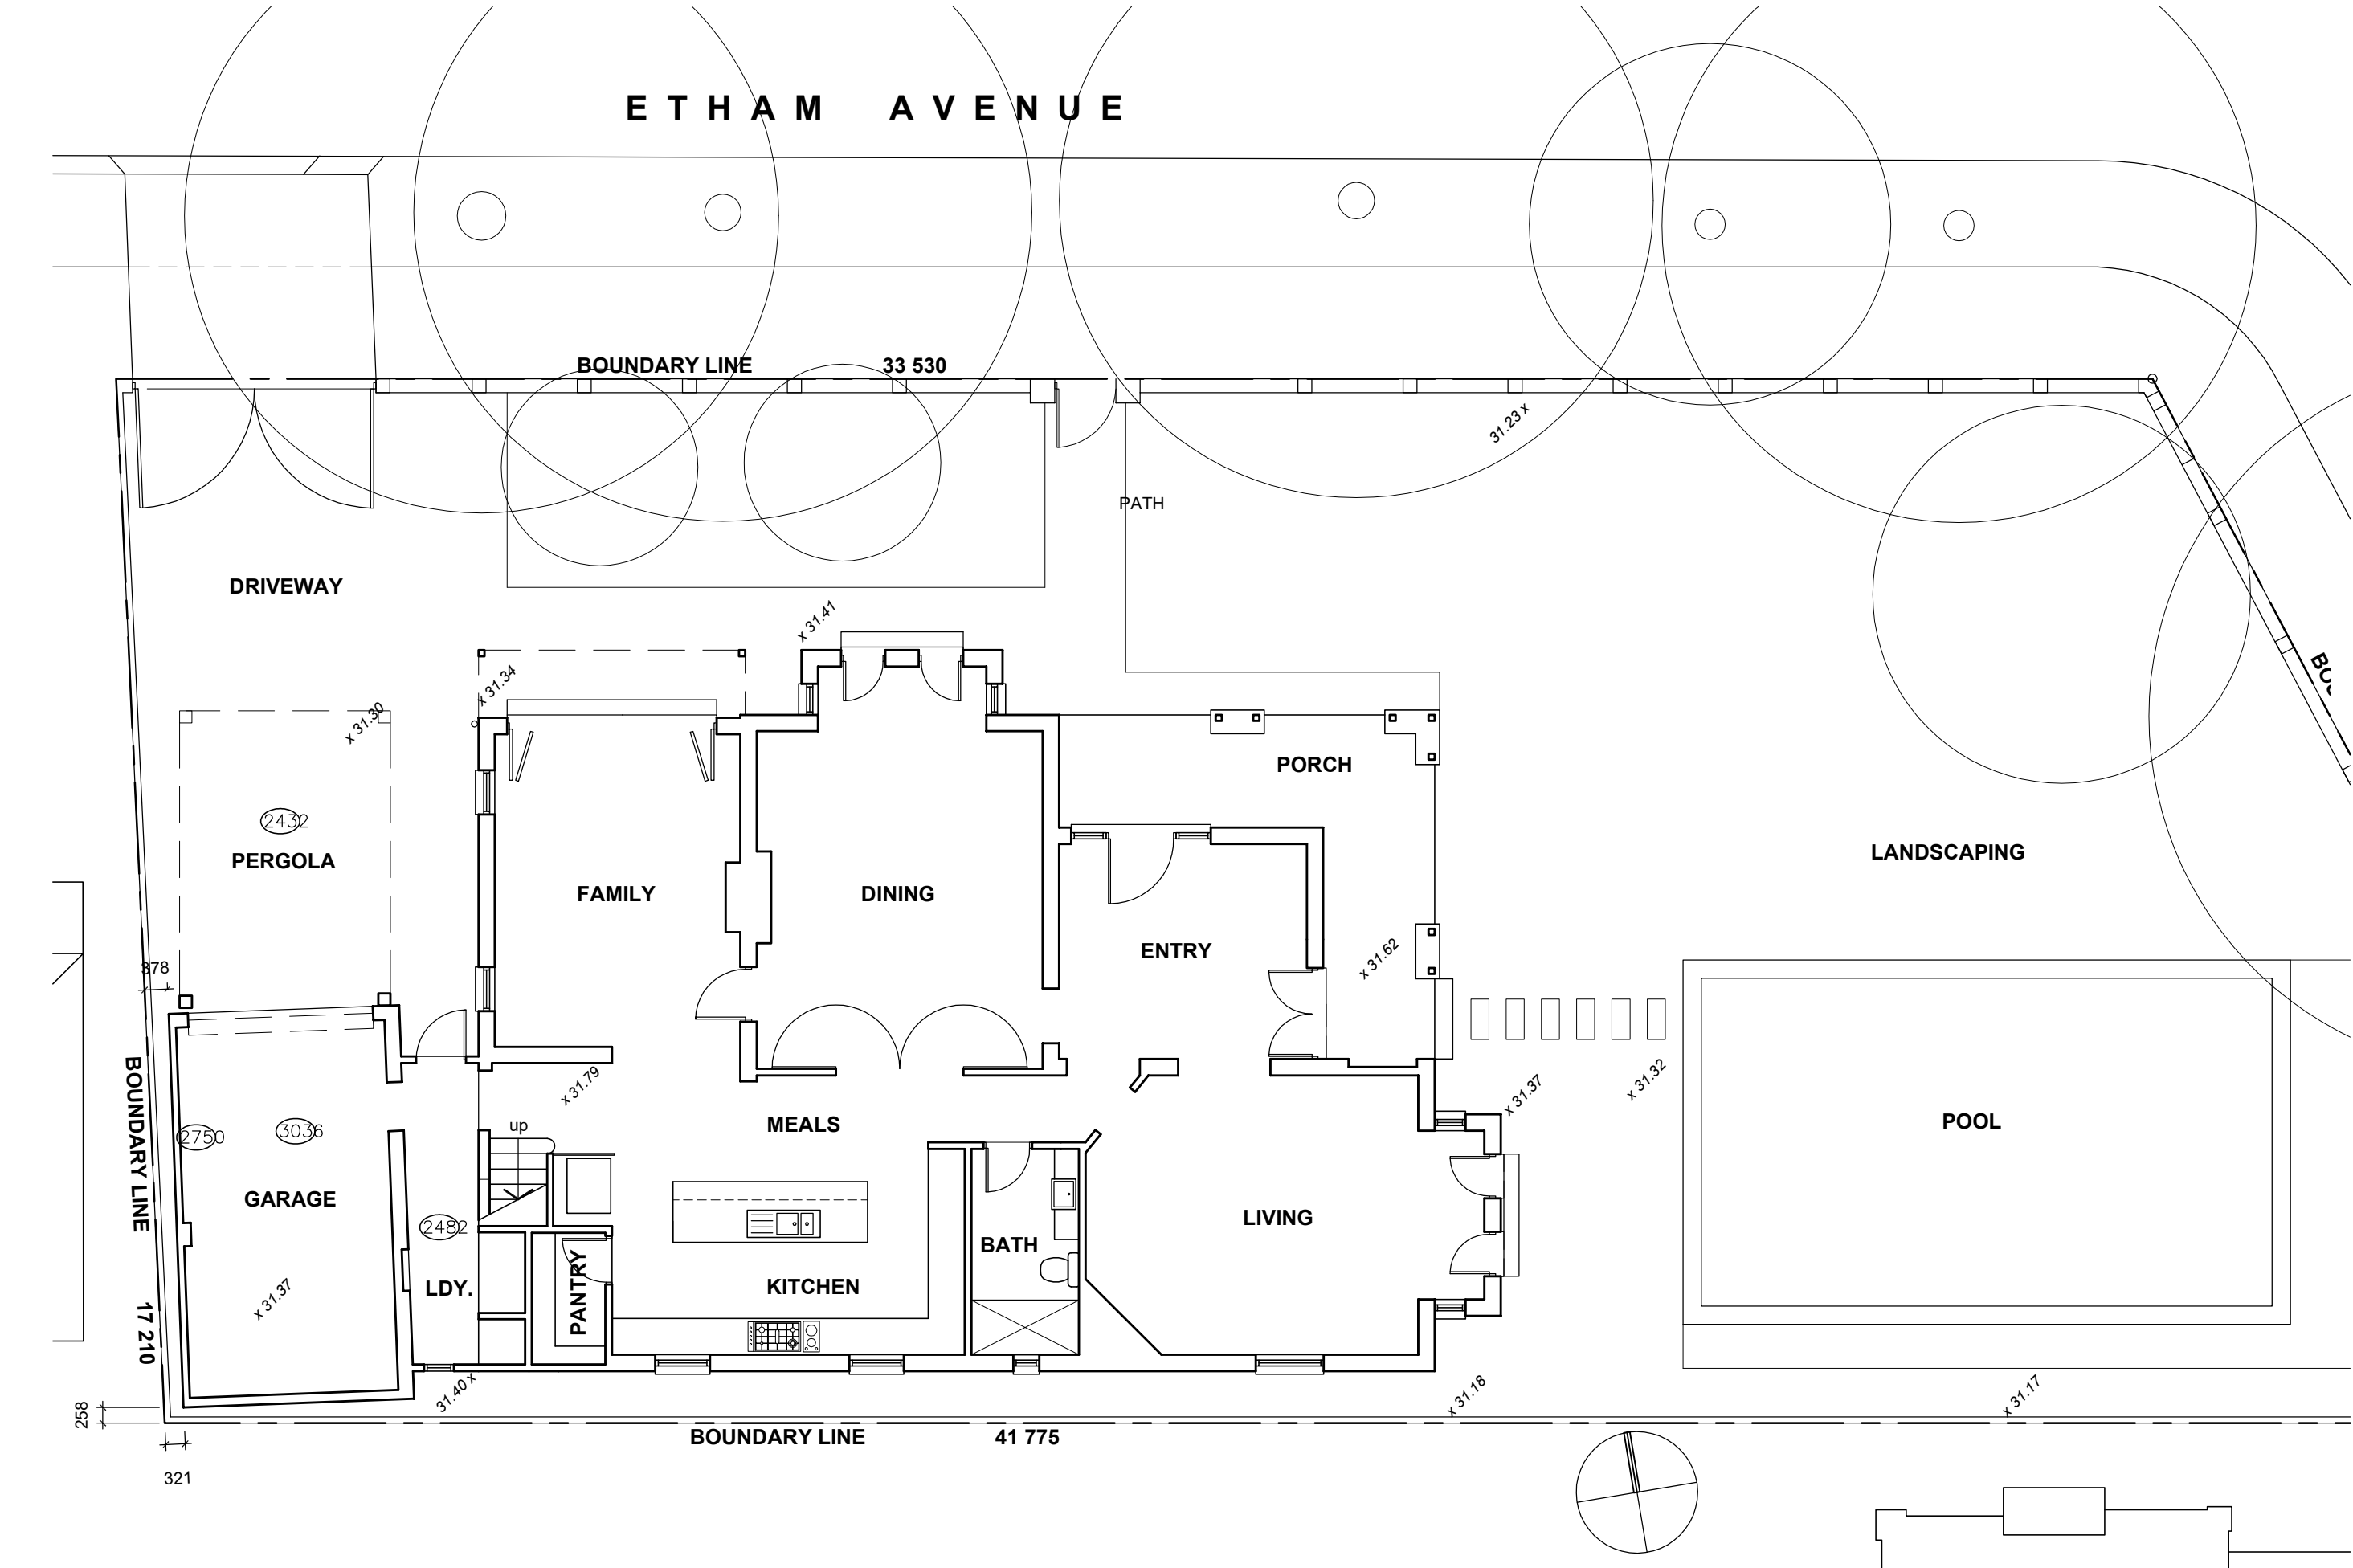 ETHAM AVENUE
BOUNDARY LINE 33 530
31.23 x
PATH
DRIVEWAY
x 31.41
x 31.34
x 31.30
PORCH
2432
PERGOLA
LANDSCAPING
FAMILY
DINING
ENTRY
x 31.62
378
x 31.79
x 31.37
x 31.32
up
MEALS
POOL
2750
3036
BOUNDARY LINE 17 210
GARAGE
LIVING
2482
BATH
LDY.
PANTRY
KITCHEN
x 31.37
31.40 x
x 31.18
x 31.17
258
BOUNDARY LINE 41 775
321